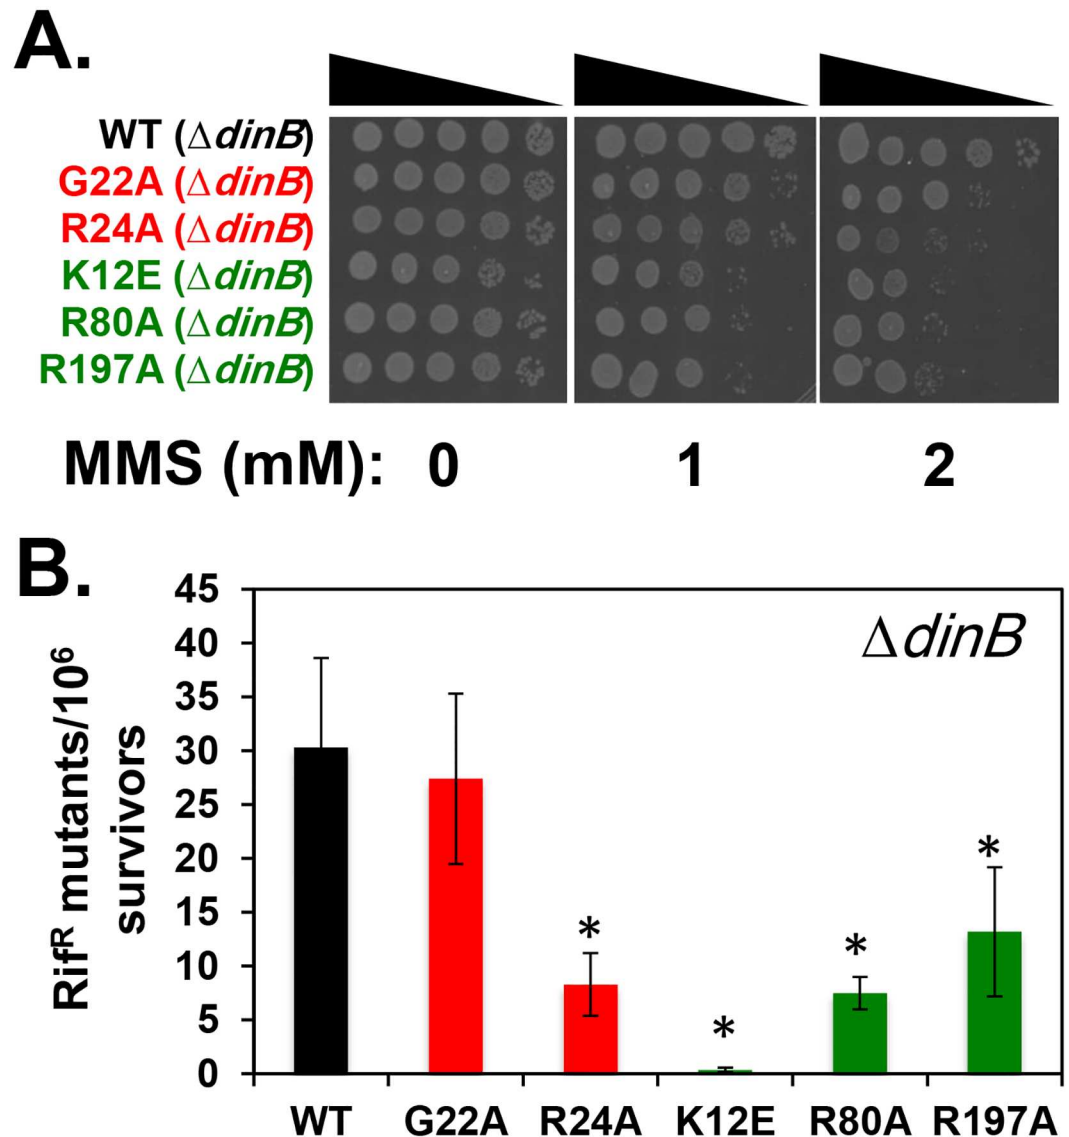 A.
WT (ΔdinB)
G22A (ΔdinB)
R24A (ΔdinB)
K12E (ΔdinB)
R80A (ΔdinB)
R197A (ΔdinB)
MMS (mM): 0 1 2
B.
ΔdinB
45
40
35
30
25
20
15
10
5
0
Rifᴿ mutants/10⁶
survivors
*
*
*
*
WT G22A R24A K12E R80A R197A